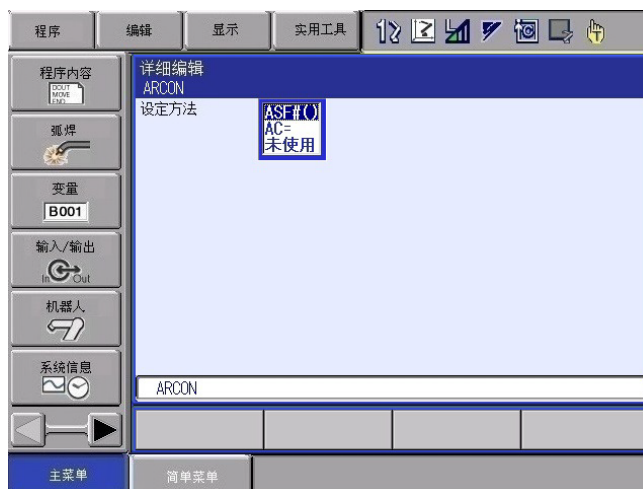 程序
编辑
显示
实用工具
程序内容
DOUT
MOVE
END
弧焊
变量
B001
输入/输出
In Out
机器人
系统信息
主菜单
简单菜单
详细编辑
ARCON
设定方法
ASF#()
AC=
未使用
ARCON